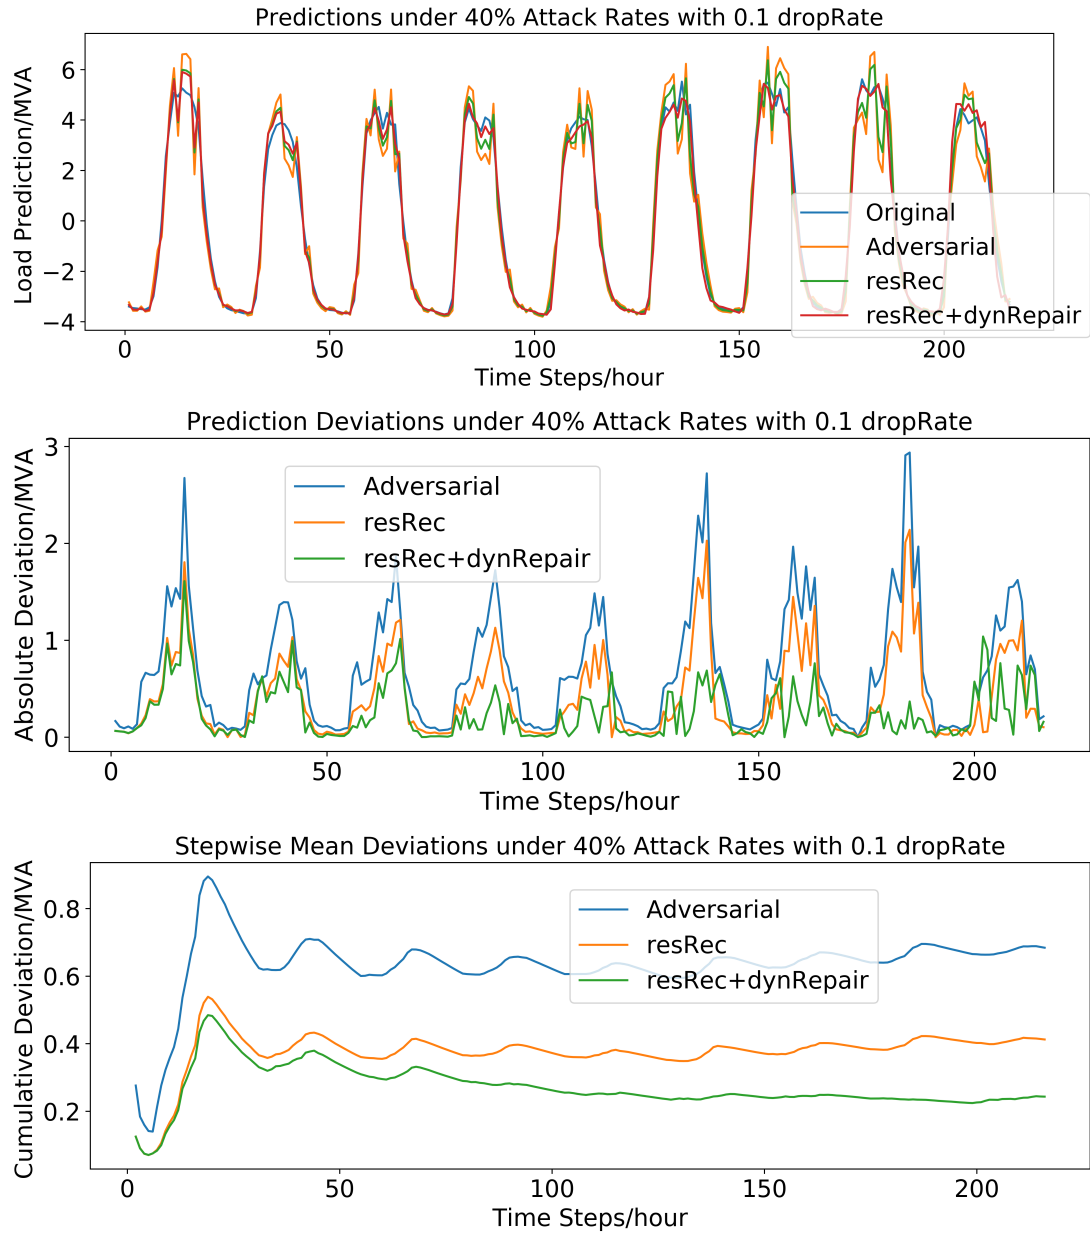 Predictions under 40% Attack Rates with 0.1 dropRate
Load Prediction/MVA
6
4
2
0
−2
−4
Original
Adversarial
resRec
resRec+dynRepair
0 50 100 150 200
Time Steps/hour
Prediction Deviations under 40% Attack Rates with 0.1 dropRate
Absolute Deviation/MVA
3
2
1
0
Adversarial
resRec
resRec+dynRepair
0 50 100 150 200
Time Steps/hour
Stepwise Mean Deviations under 40% Attack Rates with 0.1 dropRate
Cumulative Deviation/MVA
0.8
0.6
0.4
0.2
Adversarial
resRec
resRec+dynRepair
0 50 100 150 200
Time Steps/hour